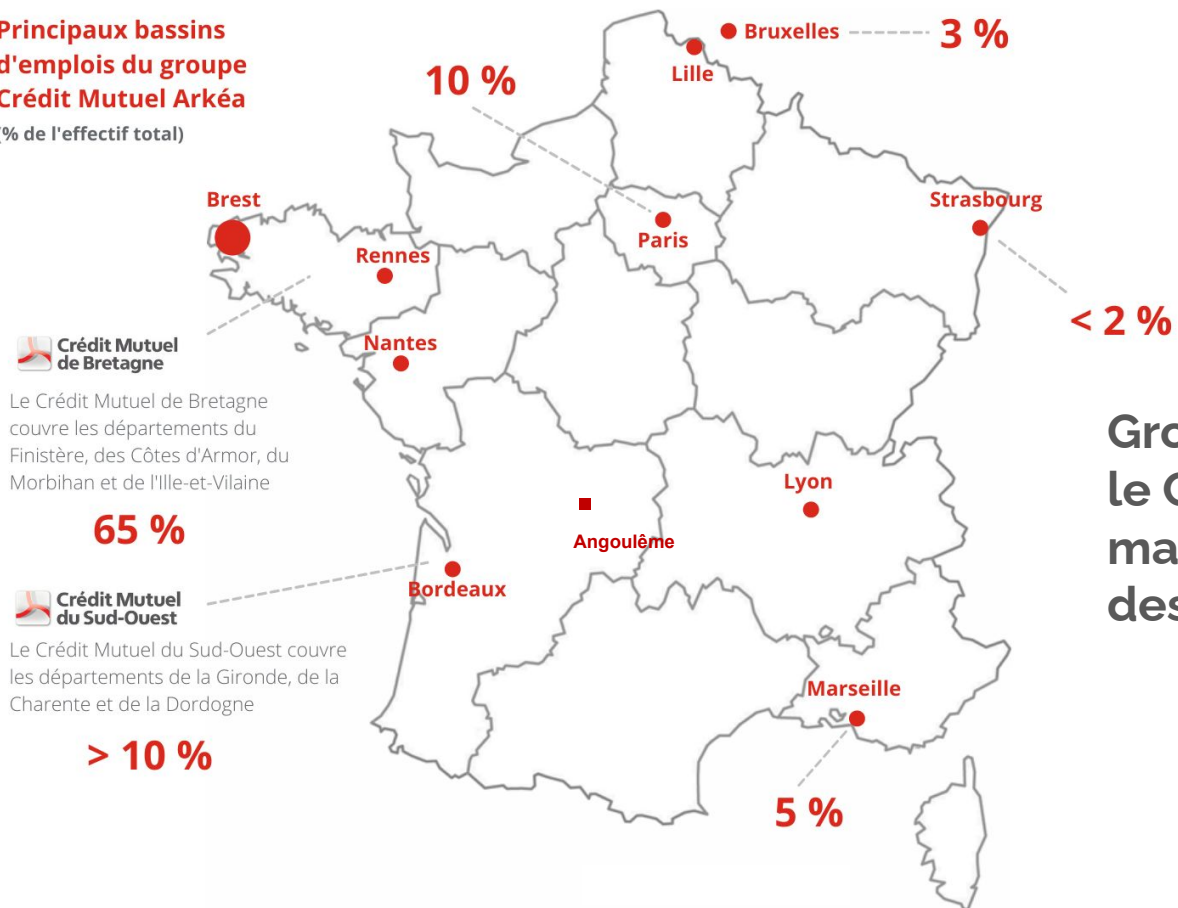 Principaux bassins
d'emplois du groupe
Crédit Mutuel Arkéa
(% de l'effectif total)
Bruxelles
3 %
Lille
10 %
Brest
Strasbourg
Paris
Rennes
< 2 %
Nantes
Crédit Mutuel
de Bretagne
Le Crédit Mutuel de Bretagne
couvre les départements du
Finistère, des Côtes d'Armor, du
Morbihan et de l'Ille-et-Vilaine
65 %
Lyon
Angoulême
Bordeaux
Crédit Mutuel
du Sud-Ouest
Le Crédit Mutuel du Sud-Ouest couvre
les départements de la Gironde, de la
Charente et de la Dordogne
> 10 %
Marseille
5 %
le
des